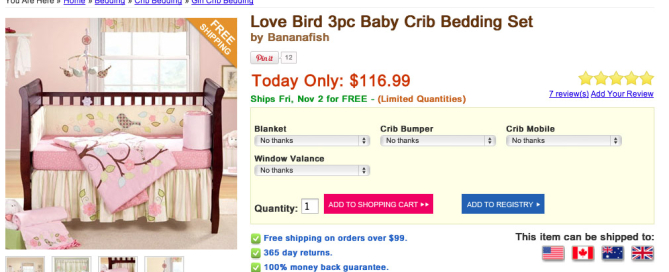 You Are Here » Home » Bedding » Crib Bedding » Girl Crib Bedding
FREE
SHIPPING
Love Bird 3pc Baby Crib Bedding Set
by Bananafish
Pin it 12
Today Only: $116.99
Ships Fri, Nov 2 for FREE - (Limited Quantities)
7 review(s) Add Your Review
Blanket Crib Bumper Crib Mobile
No thanks No thanks No thanks
Window Valance
No thanks
Quantity: 1 ADD TO SHOPPING CART ►► ADD TO REGISTRY ►
Free shipping on orders over $99. This item can be shipped to:
365 day returns.
100% money back guarantee.